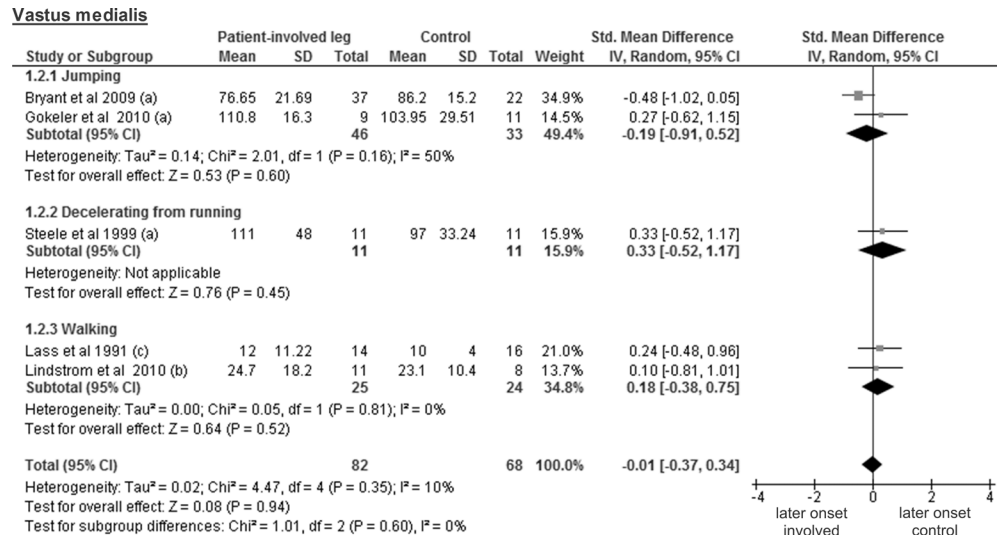 Vastus medialis
Patient-involved leg Control Std. Mean Difference Std. Mean Difference
Study or Subgroup Mean SD Total Mean SD Total Weight IV, Random, 95% CI IV, Random, 95% CI
1.2.1 Jumping
Bryant et al 2009 (a) 76.65 21.69 37 86.2 15.2 22 34.9% -0.48 [-1.02, 0.05]
Gokeler et al 2010 (a) 110.8 16.3 9 103.95 29.51 11 14.5% 0.27 [-0.62, 1.15]
Subtotal (95% CI) 46 33 49.4% -0.19 [-0.91, 0.52]
Heterogeneity: Tau² = 0.14; Chi² = 2.01, df = 1 (P = 0.16); I² = 50%
Test for overall effect: Z = 0.53 (P = 0.60)
1.2.2 Decelerating from running
Steele et al 1999 (a) 111 48 11 97 33.24 11 15.9% 0.33 [-0.52, 1.17]
Subtotal (95% CI) 11 11 15.9% 0.33 [-0.52, 1.17]
Heterogeneity: Not applicable
Test for overall effect: Z = 0.76 (P = 0.45)
1.2.3 Walking
Lass et al 1991 (c) 12 11.22 14 10 4 16 21.0% 0.24 [-0.48, 0.96]
Lindstrom et al 2010 (b) 24.7 18.2 11 23.1 10.4 8 13.7% 0.10 [-0.81, 1.01]
Subtotal (95% CI) 25 24 34.8% 0.18 [-0.38, 0.75]
Heterogeneity: Tau² = 0.00; Chi² = 0.05, df = 1 (P = 0.81); I² = 0%
Test for overall effect: Z = 0.64 (P = 0.52)
Total (95% CI) 82 68 100.0% -0.01 [-0.37, 0.34]
Heterogeneity: Tau² = 0.02; Chi² = 4.47, df = 4 (P = 0.35); I² = 10%
Test for overall effect: Z = 0.08 (P = 0.94)
Test for subgroup differences: Chi² = 1.01, df = 2 (P = 0.60), I² = 0%
-4 -2 0 2 4
later onset later onset
involved control